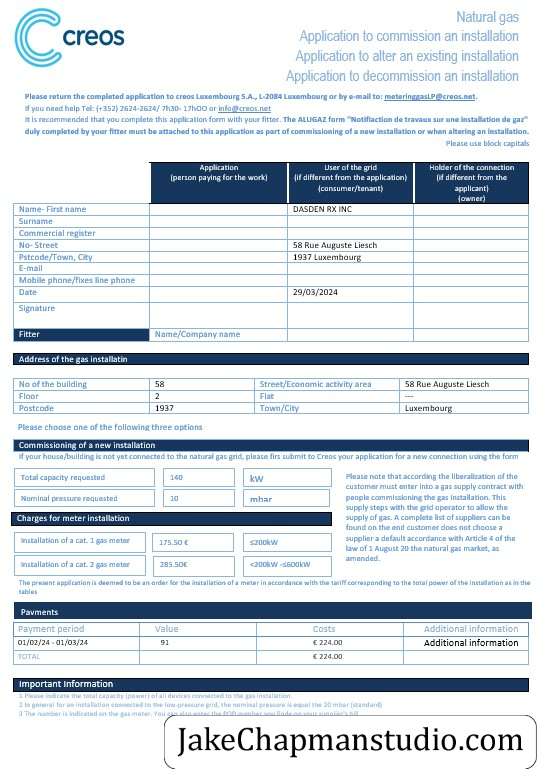 creos
Natural gas
Application to commission an installation
Application to alter an existing installation
Application to decommission an installation
Please return the completed application to creos Luxembourg S.A., L-2084 Luxembourg or by e-mail to: meteringgasLP@creos.net.
If you need help Tel: (+352) 2624-2624/ 7h30- 17hOO or info@creos.net
It is recommended that you complete this application form with your fitter. The ALUGAZ form "Notifiaction de travaux sur une installation de gaz"
duly completed by your fitter must be attached to this application as part of commissioning of a new installation or when altering an installation.
Please use block capitals
Application
(person paying for the work)
User of the grid
(if different from the application)
(consumer/tenant)
Holder of the connection
(if different from the
applicant)
(owner)
Name- First name DASDEN RX INC
Surname
Commercial register
No- Street 58 Rue Auguste Liesch
Pstcode/Town, City 1937 Luxembourg
E-mail
Mobile phone/fixes line phone
Date 29/03/2024
Signature
Fitter Name/Company name
Address of the gas installatin
No of the building 58 Street/Economic activity area 58 Rue Auguste Liesch
Floor 2 Flat ---
Postcode 1937 Town/City Luxembourg
Please choose one of the following three options
Commissioning of a new installation
If your house/building is not yet connected to the natural gas grid, please firs submit to Creos your application for a new connection using the form
Total capacity requested 140 kW
Nominal pressure requested 10 mbar
Charges for meter installation
Installation of a cat. 1 gas meter 175.50 € ≤200kW
Installation of a cat. 2 gas meter 285.50€ <200kW -≤600kW
Please note that according the liberalization of the
customer must enter into a gas supply contract with
people commissioning the gas installation. This
supply steps with the grid operator to allow the
supply of gas. A complete list of suppliers can be
found on the end customer does not choose a
supplier a default accordance with Article 4 of the
law of 1 August 20 the natural gas market, as
amended.
The present application is deemed to be an order for the installation of a meter in accordance with the tariff corresponding to the total power of the installation as in the
tables
Payments
Payment period Value Costs Additional information
01/02/24 - 01/03/24 91 € 224.00 Additional information
TOTAL € 224.00
Important Information
1 Please indicate the total capacity (power) of all devices connected to the gas installation.
2 In general for an installation connected to the low-pressure grid, the nominal pressure is equal the 20 mbar (standard)
3 The number is indicated on the gas meter. You can also enter the POD number you finde on your supplier's bill
JakeChapmanstudio.com